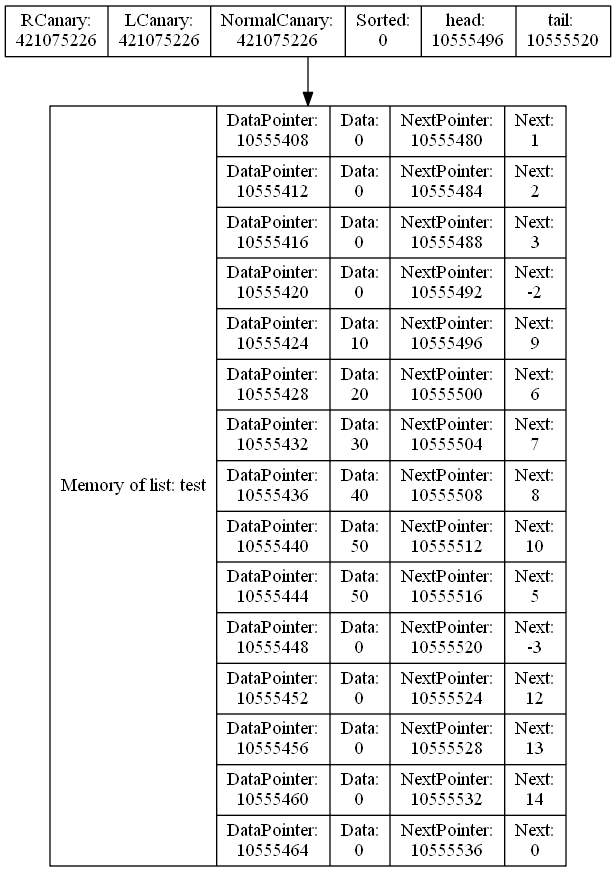 RCanary:
421075226
LCanary:
421075226
NormalCanary:
421075226
Sorted:
0
head:
10555496
tail:
10555520
Memory of list: test
DataPointer:
10555408
Data:
0
NextPointer:
10555480
Next:
1
DataPointer:
10555412
Data:
0
NextPointer:
10555484
Next:
2
DataPointer:
10555416
Data:
0
NextPointer:
10555488
Next:
3
DataPointer:
10555420
Data:
0
NextPointer:
10555492
Next:
-2
DataPointer:
10555424
Data:
10
NextPointer:
10555496
Next:
9
DataPointer:
10555428
Data:
20
NextPointer:
10555500
Next:
6
DataPointer:
10555432
Data:
30
NextPointer:
10555504
Next:
7
DataPointer:
10555436
Data:
40
NextPointer:
10555508
Next:
8
DataPointer:
10555440
Data:
50
NextPointer:
10555512
Next:
10
DataPointer:
10555444
Data:
50
NextPointer:
10555516
Next:
5
DataPointer:
10555448
Data:
0
NextPointer:
10555520
Next:
-3
DataPointer:
10555452
Data:
0
NextPointer:
10555524
Next:
12
DataPointer:
10555456
Data:
0
NextPointer:
10555528
Next:
13
DataPointer:
10555460
Data:
0
NextPointer:
10555532
Next:
14
DataPointer:
10555464
Data:
0
NextPointer:
10555536
Next:
0